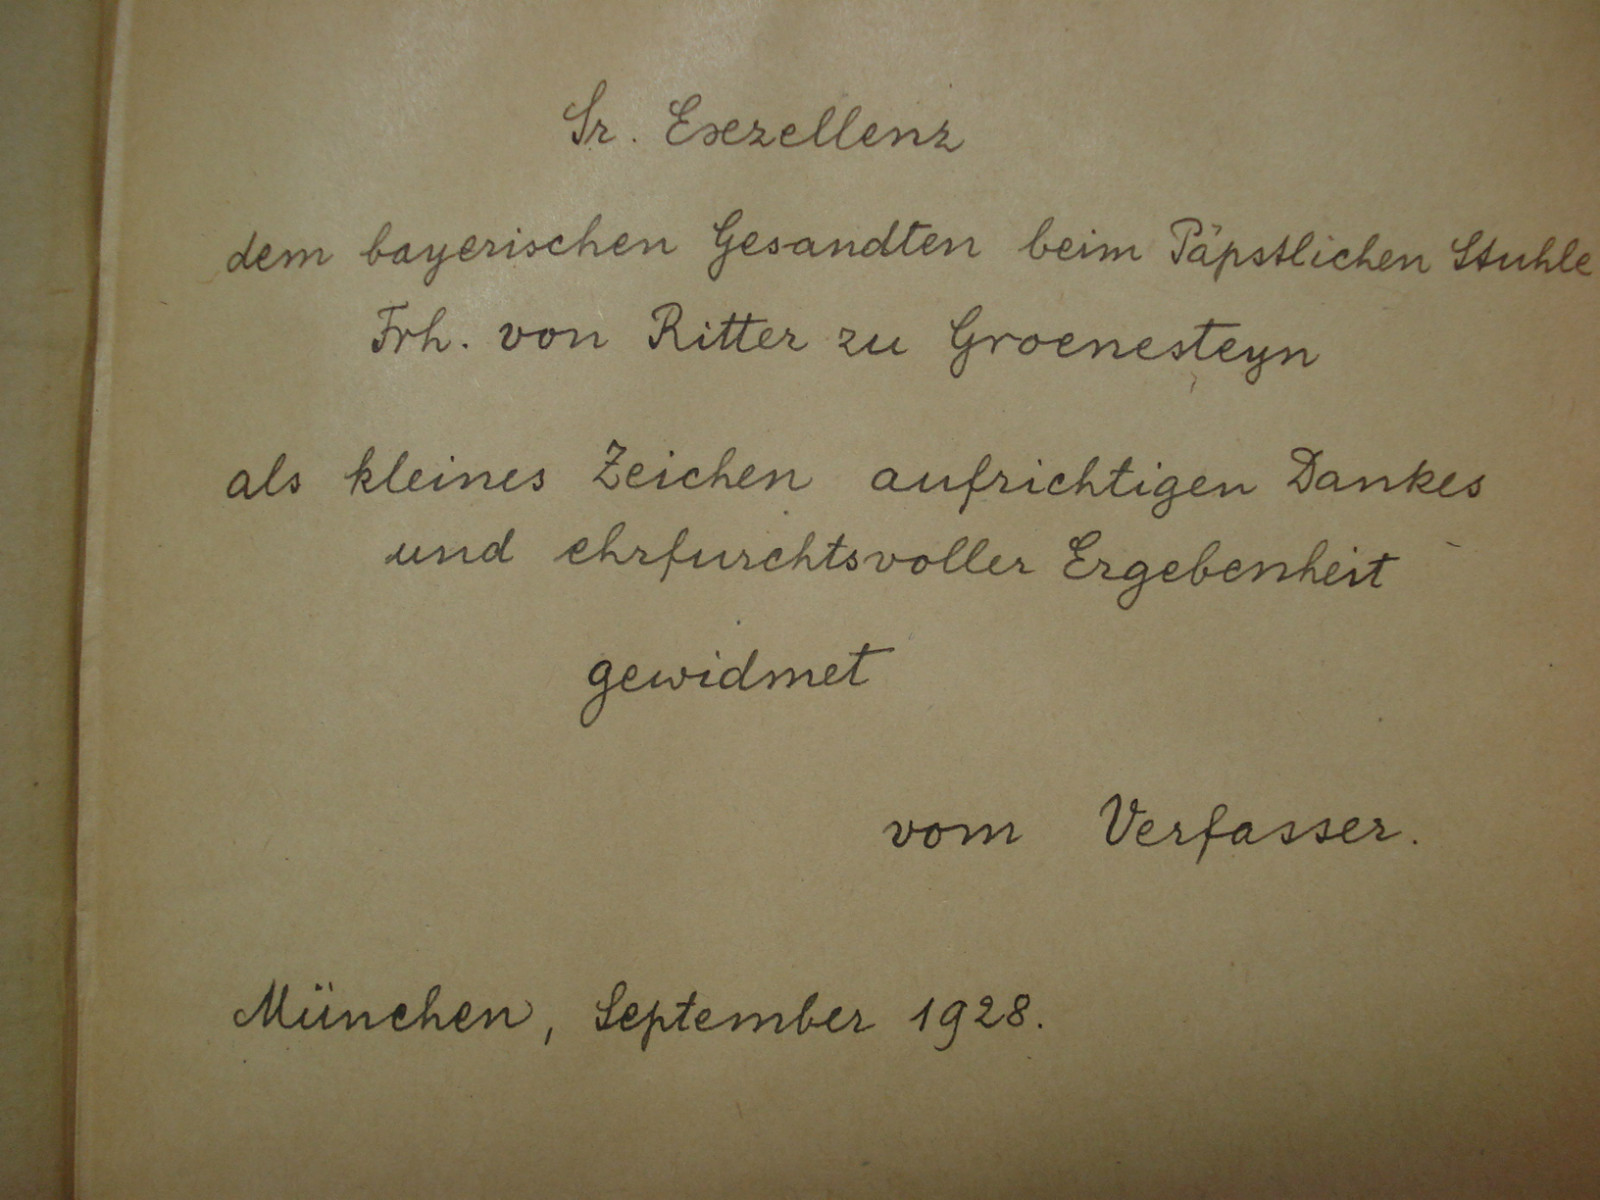 Sr. Exzellenz
dem bayerischen Gesandten beim Päpstlichen Stuhle
Frh. von Ritter zu Groenesteyn
als kleines Zeichen aufrichtigen Dankes
und ehrfurchtsvoller Ergebenheit
gewidmet
vom Verfasser.
München, September 1928.